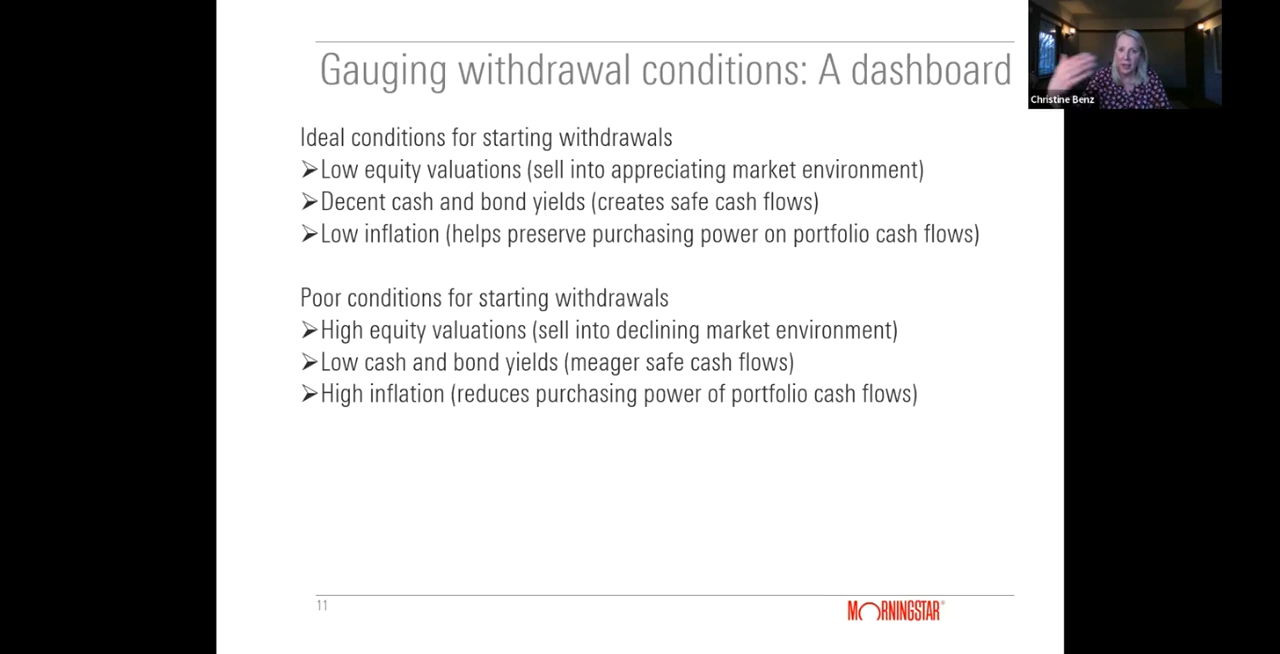 Gauging withdrawal conditions: A dashboard
Christine Benz
Ideal conditions for starting withdrawals
➢Low equity valuations (sell into appreciating market environment)
➢Decent cash and bond yields (creates safe cash flows)
➢Low inflation (helps preserve purchasing power on portfolio cash flows)
Poor conditions for starting withdrawals
➢High equity valuations (sell into declining market environment)
➢Low cash and bond yields (meager safe cash flows)
➢High inflation (reduces purchasing power of portfolio cash flows)
11
MORNINGSTAR®